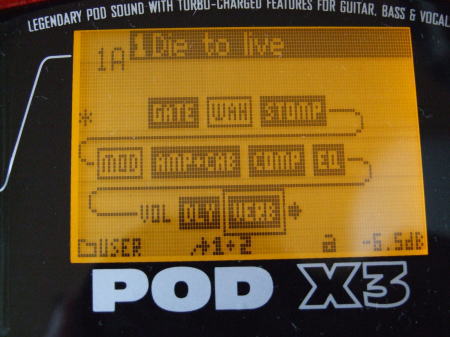 LEGENDARY POD SOUND WITH TURBO-CHARGED FEATURES FOR GUITAR, BASS & VOCAL
1A 1 Die to live
* GATE WAH STOMP
MOD AMP+CAB COMP EQ
VOL DLY VERB
USER 1+2 a -5.5dB
POD X3